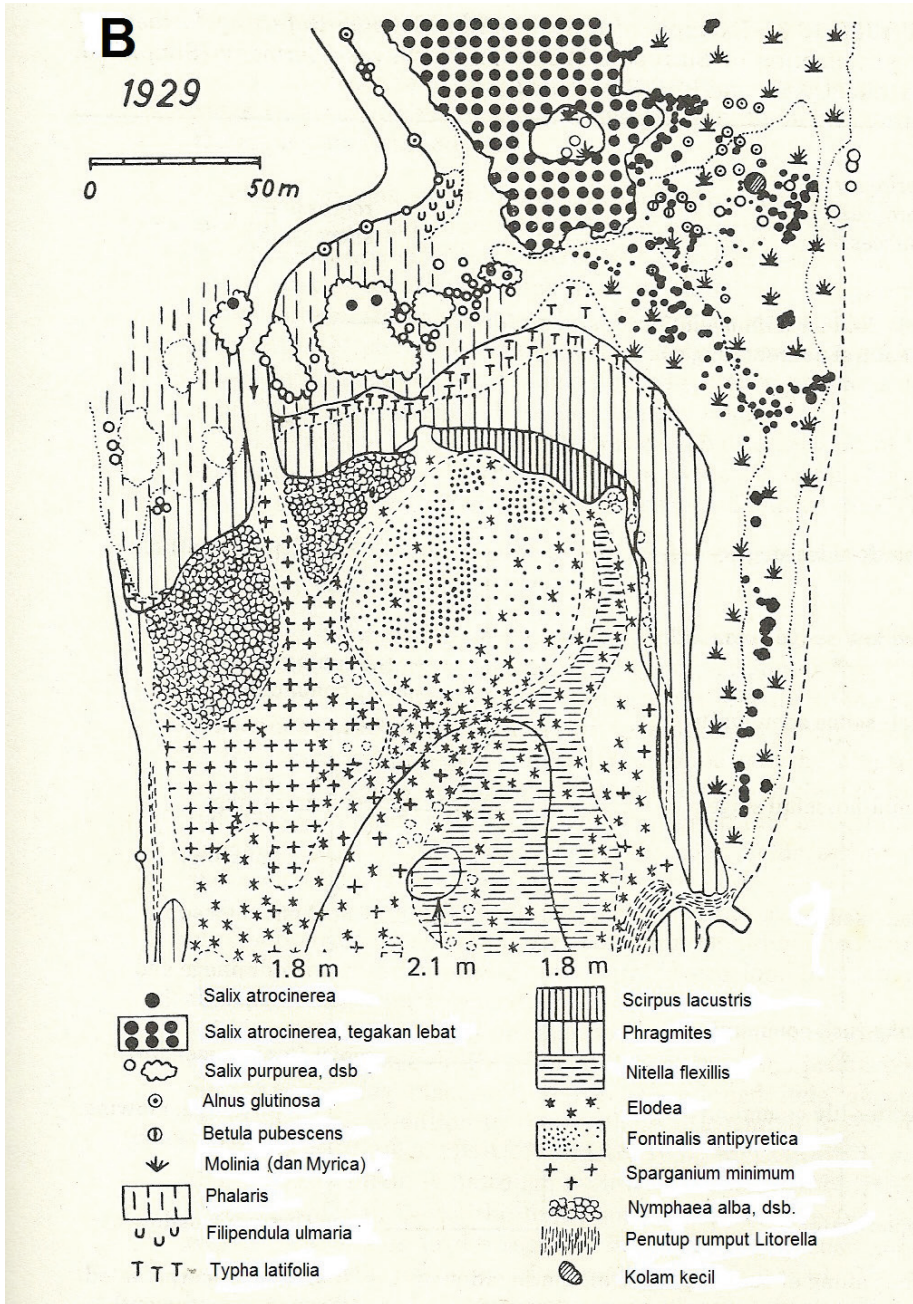 B
1929
0 50 m
1.8 m 2.1 m 1.8 m
Salix atrocinerea
Salix atrocinerea, tegakan lebat
Salix purpurea, dsb
Alnus glutinosa
Betula pubescens
Molinia (dan Myrica)
Phalaris
Filipendula ulmaria
Typha latifolia
Scirpus lacustris
Phragmites
Nitella flexillis
Elodea
Fontinalis antipyretica
Sparganium minimum
Nymphaea alba, dsb.
Penutup rumput Litorella
Kolam kecil